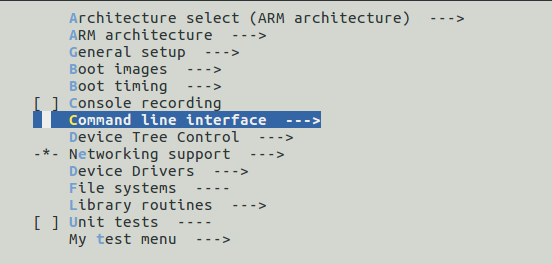 Architecture select (ARM architecture)  --->
ARM architecture  --->
General setup  --->
Boot images  --->
Boot timing  --->
[ ] Console recording
Command line interface  --->
Device Tree Control  --->
-*- Networking support  --->
Device Drivers  --->
File systems  ----
Library routines  --->
[ ] Unit tests  ----
My test menu  --->